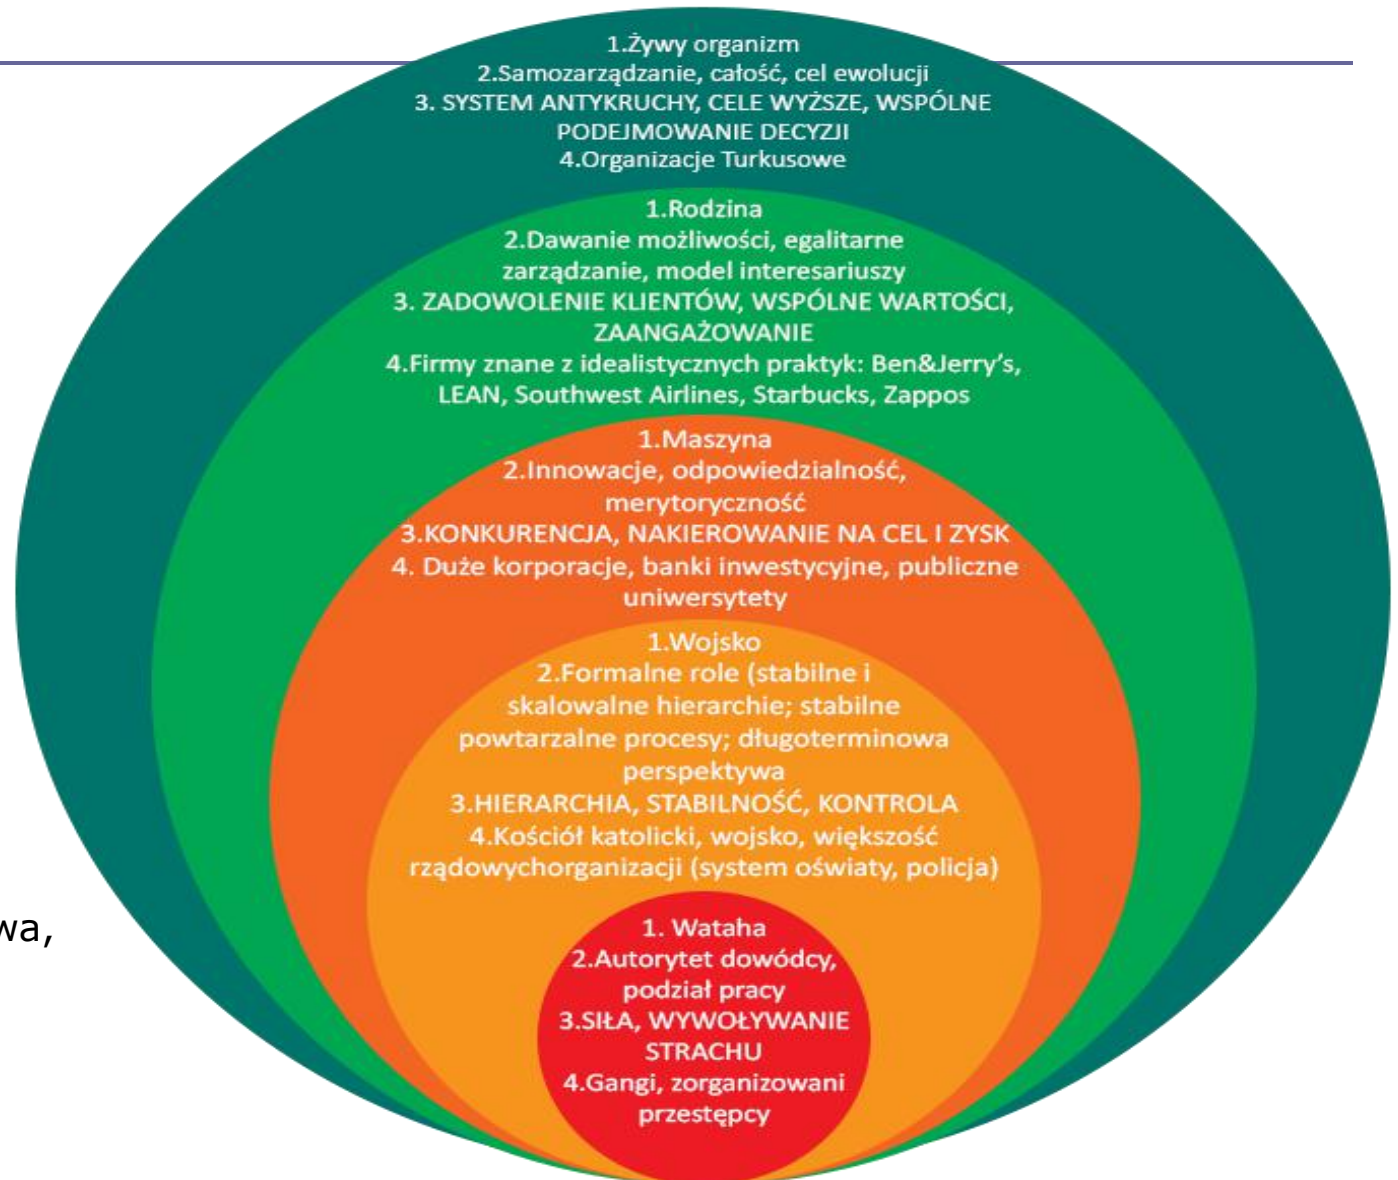 1.Żywy organizm
2.Samozarządzanie, całość, cel ewolucji
3. SYSTEM ANTYKRUCHY, CELE WYŻSZE, WSPÓLNE
PODEJMOWANIE DECYZJI
4.Organizacje Turkusowe
1.Rodzina
2.Dawanie możliwości, egalitarne
zarządzanie, model interesariuszy
3. ZADOWOLENIE KLIENTÓW, WSPÓLNE WARTOŚCI,
ZAANGAŻOWANIE
4.Firmy znane z idealistycznych praktyk: Ben&Jerry's,
LEAN, Southwest Airlines, Starbucks, Zappos
1.Maszyna
2.Innowacje, odpowiedzialność,
merytoryczność
3.KONKURENCJA, NAKIEROWANIE NA CEL I ZYSK
4. Duże korporacje, banki inwestycyjne, publiczne
uniwersytety
1.Wojsko
2.Formalne role (stabilne i
skalowalne hierarchie; stabilne
powtarzalne procesy; długoterminowa
perspektywa
3.HIERARCHIA, STABILNOŚĆ, KONTROLA
4.Kościół katolicki, wojsko, większość
rządowychorganizacji (system oświaty, policja)
1. Wataha
2.Autorytet dowódcy,
podział pracy
3.SIŁA, WYWOŁYWANIE
STRACHU
4.Gangi, zorganizowani
przestępcy